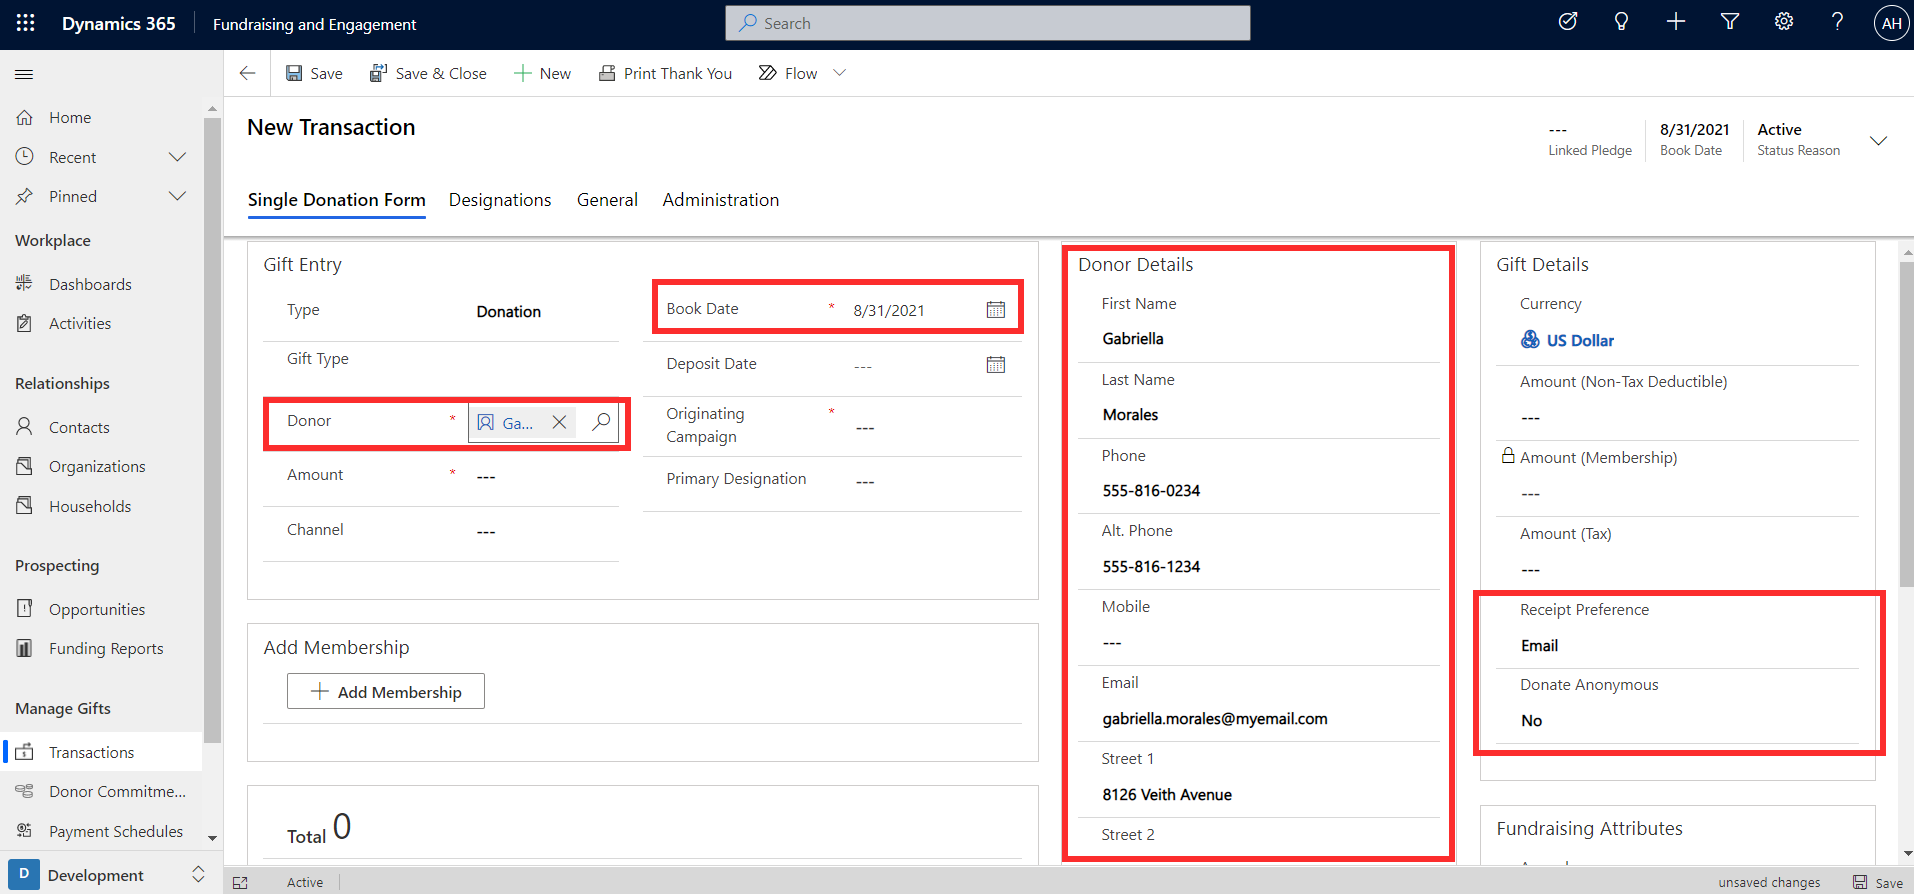 Dynamics 365
Fundraising and Engagement
Search
AH
Save
Save & Close
New
Print Thank You
Flow
Home
Recent
Pinned
Workplace
Dashboards
Activities
Relationships
Contacts
Organizations
Households
Prospecting
Opportunities
Funding Reports
Manage Gifts
Transactions
Donor Commitme...
Payment Schedules
D
Development
New Transaction
---
Linked Pledge
8/31/2021
Book Date
Active
Status Reason
Single Donation Form
Designations
General
Administration
Gift Entry
Type
Donation
Gift Type
Donor
*
Ga...
Amount
*
---
Channel
---
Book Date
*
8/31/2021
Deposit Date
---
Originating
Campaign
*
---
Primary Designation
---
Add Membership
Add Membership
Total 0
Donor Details
First Name
Gabriella
Last Name
Morales
Phone
555-816-0234
Alt. Phone
555-816-1234
Mobile
---
Email
gabriella.morales@myemail.com
Street 1
8126 Veith Avenue
Street 2
Gift Details
Currency
US Dollar
Amount (Non-Tax Deductible)
---
Amount (Membership)
---
Amount (Tax)
---
Receipt Preference
Email
Donate Anonymous
No
Fundraising Attributes
Active
unsaved changes
Save